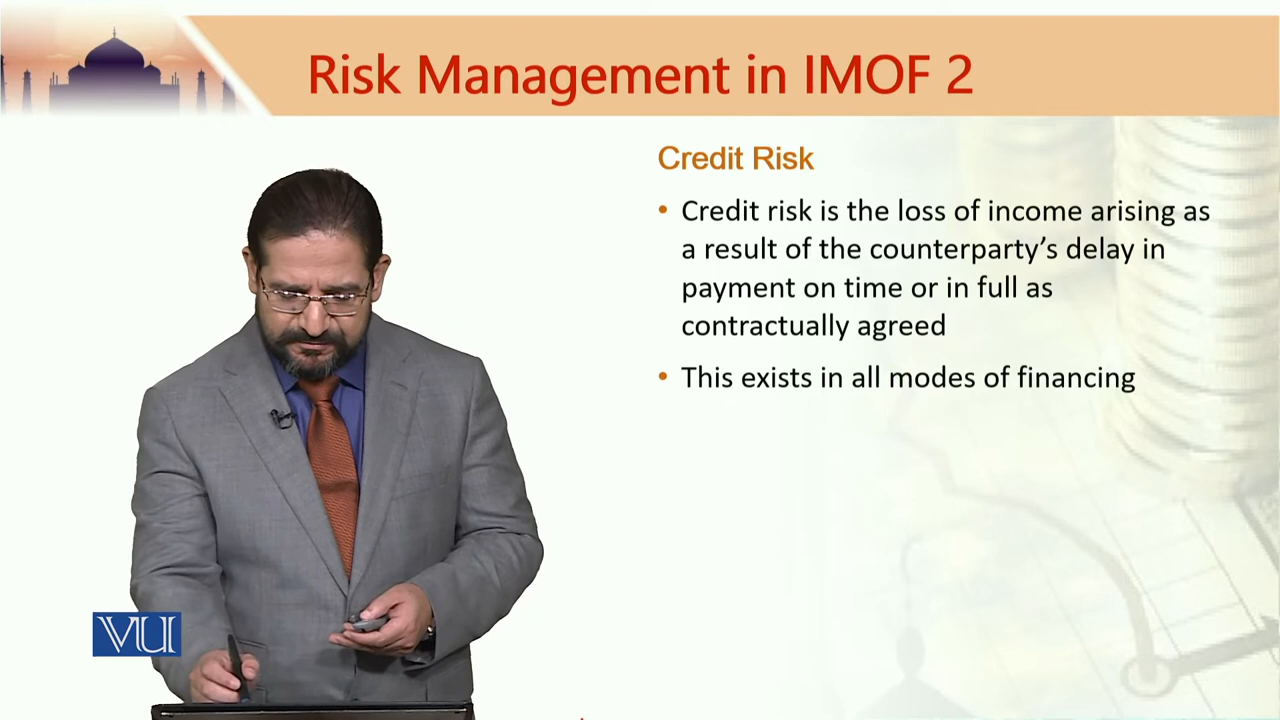 Risk Management in IMOF 2
Credit Risk
• Credit risk is the loss of income arising as
a result of the counterparty’s delay in
payment on time or in full as
contractually agreed
• This exists in all modes of financing
VU